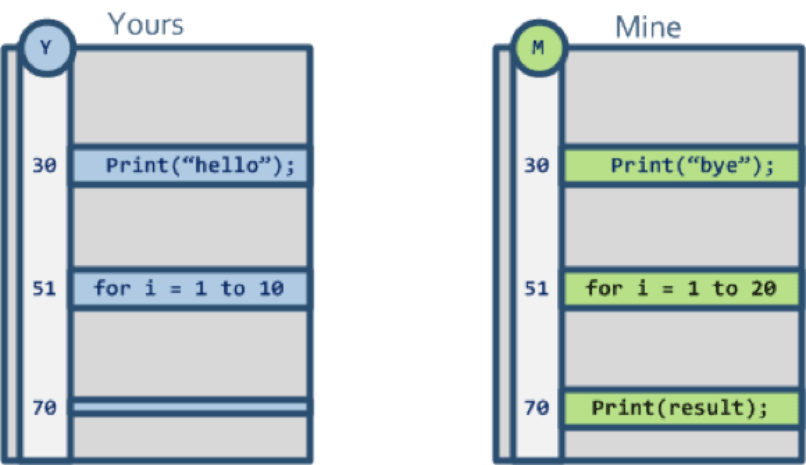 Yours
Y
30 Print(“hello”);
51 for i = 1 to 10
70
Mine
M
30 Print(“bye”);
51 for i = 1 to 20
70 Print(result);